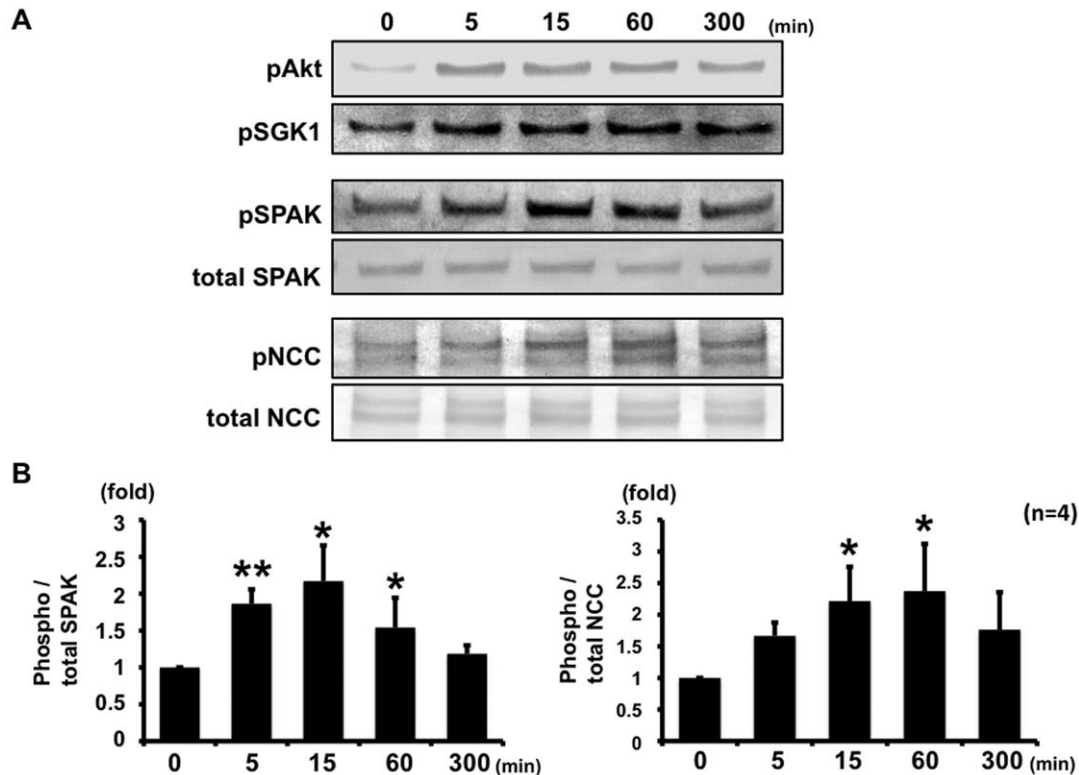 A
0 5 15 60 300 (min)
pAkt
pSGK1
pSPAK
total SPAK
pNCC
total NCC
B
(fold)
Phospho /
total SPAK
3
2.5
2
1.5
1
0.5
0
** * *
0 5 15 60 300 (min)
(fold)
(n=4)
Phospho /
total NCC
3.5
3
2.5
2
1.5
1
0.5
0
* *
0 5 15 60 300 (min)